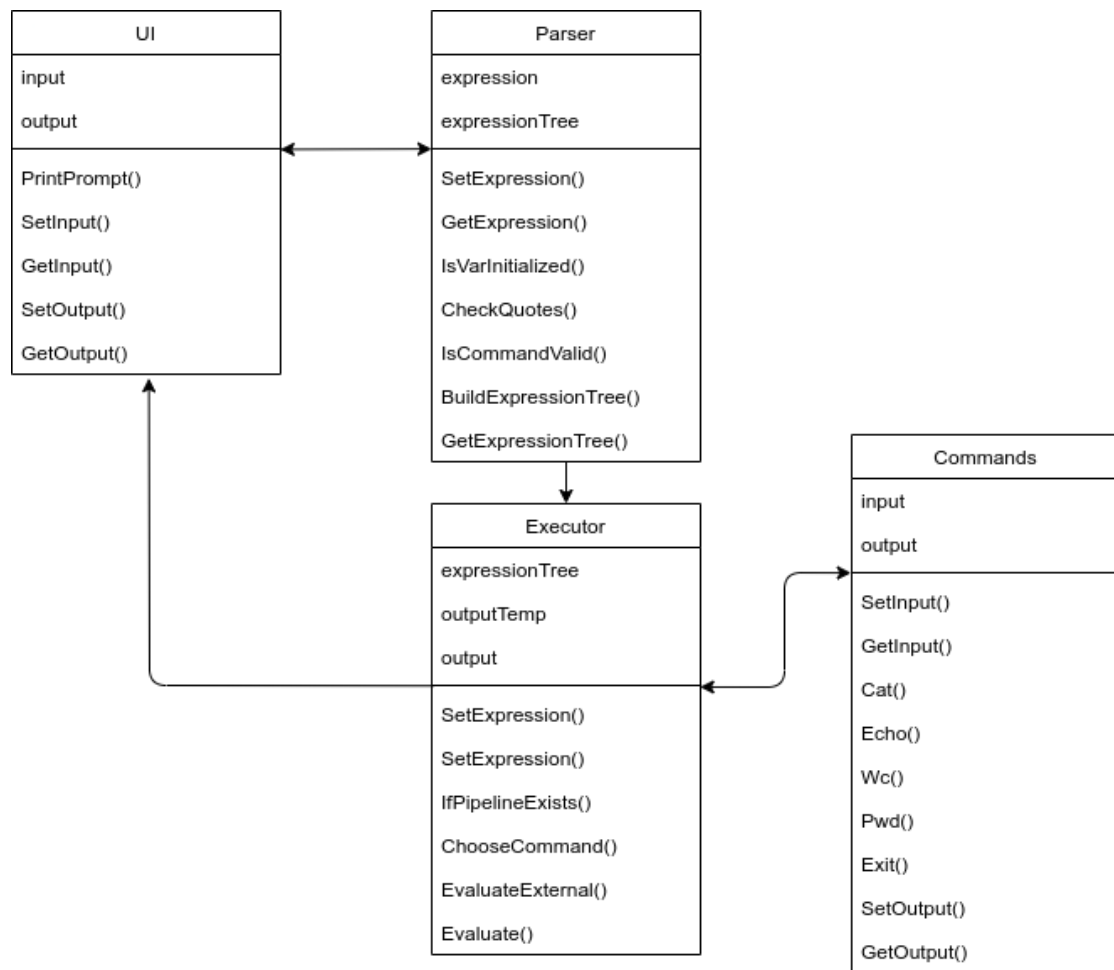 UI
input
output
PrintPrompt()
SetInput()
GetInput()
SetOutput()
GetOutput()
Parser
expression
expressionTree
SetExpression()
GetExpression()
IsVarInitialized()
CheckQuotes()
IsCommandValid()
BuildExpressionTree()
GetExpressionTree()
Executor
expressionTree
outputTemp
output
SetExpression()
SetExpression()
IfPipelineExists()
ChooseCommand()
EvaluateExternal()
Evaluate()
Commands
input
output
SetInput()
GetInput()
Cat()
Echo()
Wc()
Pwd()
Exit()
SetOutput()
GetOutput()